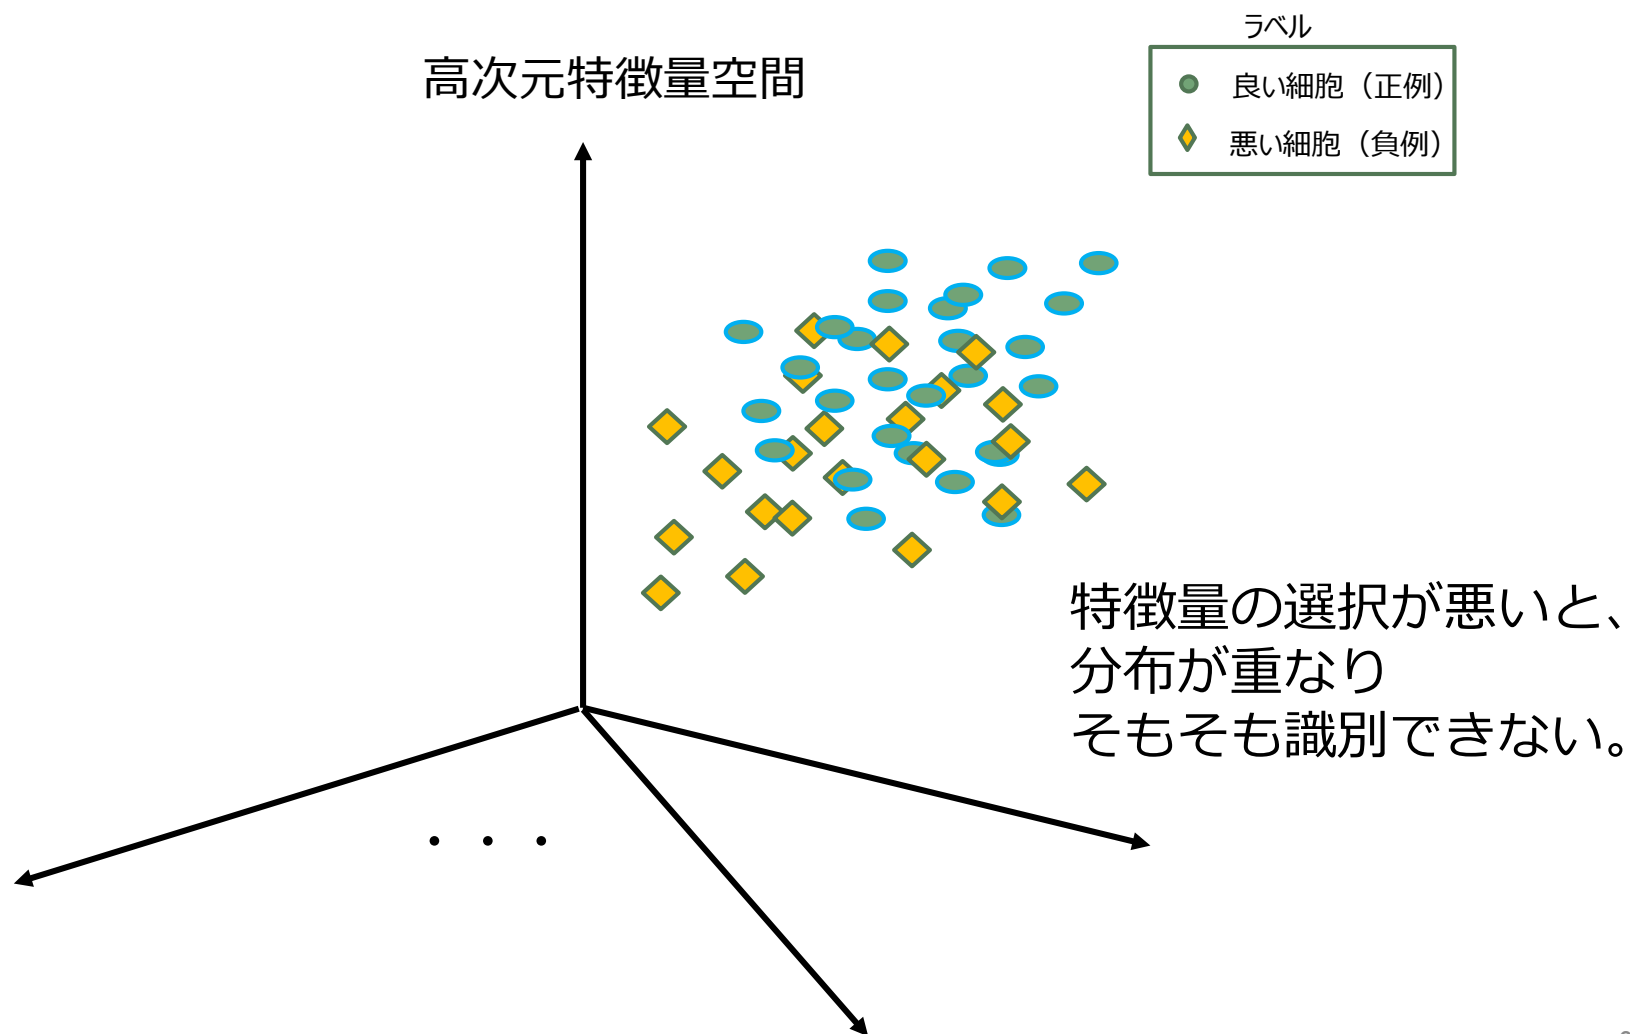 ラベル
高次元特徴量空間
良い細胞（正例）
悪い細胞（負例）
特徴量の選択が悪いと、
分布が重なり
そもそも識別できない。
・・・